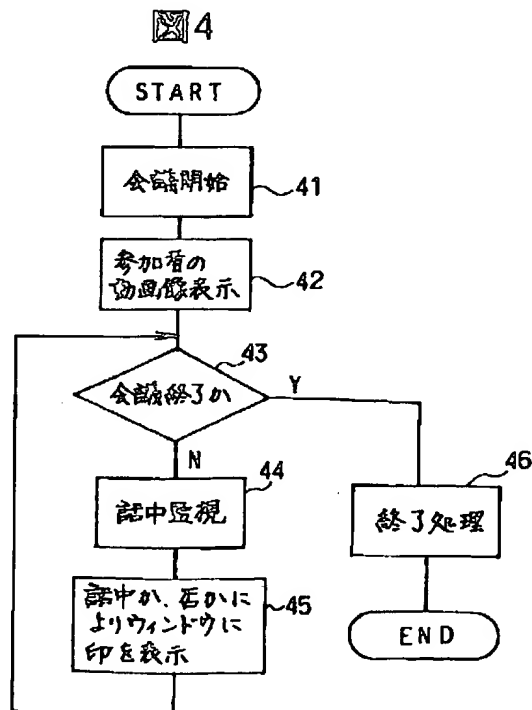 図4
START
会議開始
41
参加者の
動画像表示
42
43
会議終了か
Y
N
44
話中監視
46
終了処理
話中か、否かに
よりウィンドウに
印を表示
45
END